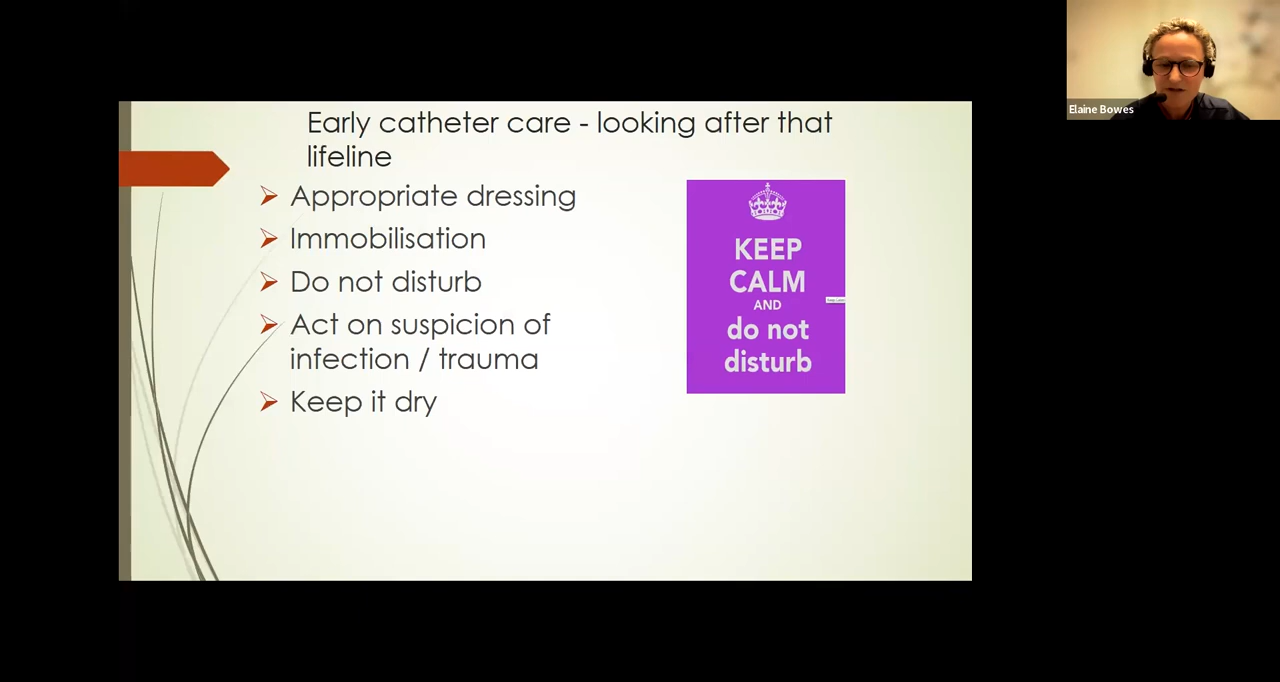 Early catheter care - looking after that
lifeline
Appropriate dressing
Immobilisation
Do not disturb
Act on suspicion of
infection / trauma
Keep it dry
KEEP
CALM
AND
do not
disturb
Elaine Bowes